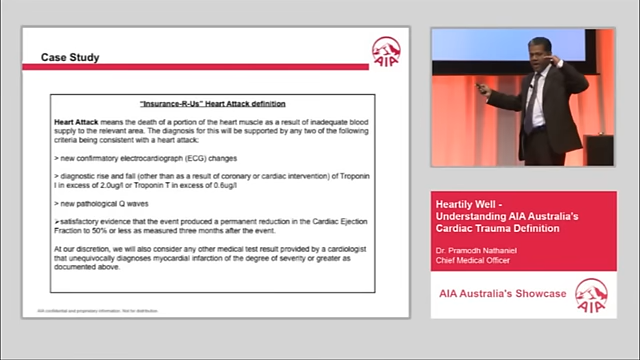 Case Study
AIA
"Insurance-R-Us" Heart Attack definition
Heart Attack means the death of a portion of the heart muscle as a result of inadequate blood
supply to the relevant area. The diagnosis for this will be supported by any two of the following
criteria being consistent with a heart attack:
> new confirmatory electrocardiograph (ECG) changes
> diagnostic rise and fall (other than as a result of coronary or cardiac intervention) of Troponin
I in excess of 2.0ug/l or Troponin T in excess of 0.6ug/l
> new pathological Q waves
➢satisfactory evidence that the event produced a permanent reduction in the Cardiac Ejection
Fraction to 50% or less as measured three months after the event.
At our discretion, we will also consider any other medical test result provided by a cardiologist
that unequivocally diagnoses myocardial infarction of the degree of severity or greater as
documented above.
AIA confidential and proprietary information. Not for distribution.
Heartily Well -
Understanding AIA Australia's
Cardiac Trauma Definition
Dr. Pramodh Nathaniel
Chief Medical Officer
AIA Australia's Showcase
AIA